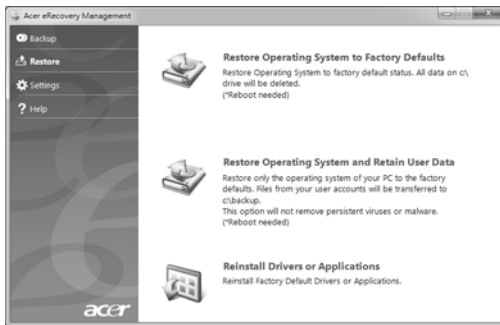 Acer eRecovery Management
Backup
Restore
Settings
Help
Restore Operating System to Factory Defaults
Restore Operating System to factory default status. All data on c:\
drive will be deleted.
(*Reboot needed)
Restore Operating System and Retain User Data
Restore only the operating system of your PC to the factory
defaults. Files from your user accounts will be transferred to
c:\backup.
This option will not remove persistent viruses or malware.
(*Reboot needed)
Reinstall Drivers or Applications
Reinstall Factory Default Drivers or Applications.
acer